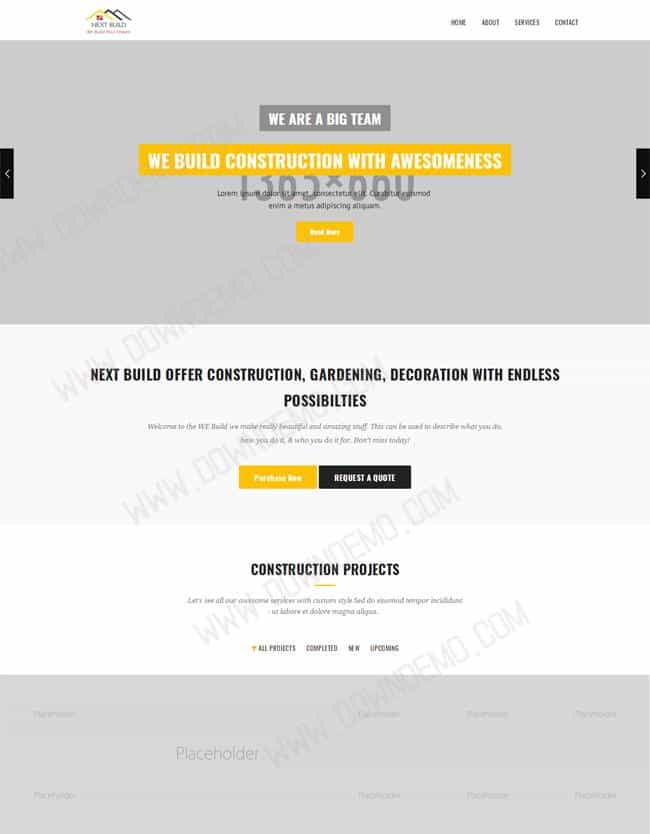 NEXT BUILD
We Build Your Dream
HOME ABOUT SERVICES CONTACT
WE ARE A BIG TEAM
WE BUILD CONSTRUCTION WITH AWESOMENESS
1365×660
Lorem ipsum dolor sit amet, consectetur elit. Curabitur euismod
enim a metus adipiscing aliquam.
Read More
NEXT BUILD OFFER CONSTRUCTION, GARDENING, DECORATION WITH ENDLESS
POSSIBILTIES
Welcome to the WE Build we make really beautiful and amazing stuff. This can be used to describe what you do,
how you do it, & who you do it for. Don't miss today!
Purchase Now REQUEST A QUOTE
CONSTRUCTION PROJECTS
Let's see all our awesome services with custom style Sed do eiusmod tempor incididunt
- ut labore et dolore magna aliqua.
ALL PROJECTS COMPLETED NEW UPCOMING
Placeholder Placeholder Placeholder Placeholder
Placeholder
Placeholder Placeholder Placeholder Placeholder
WWW.DOWNDEMO.COM
WWW.DOWNDEMO.COM
WWW.DOWNDEMO.COM
WWW.DOWNDEMO.COM
WWW.DOWNDEMO.COM